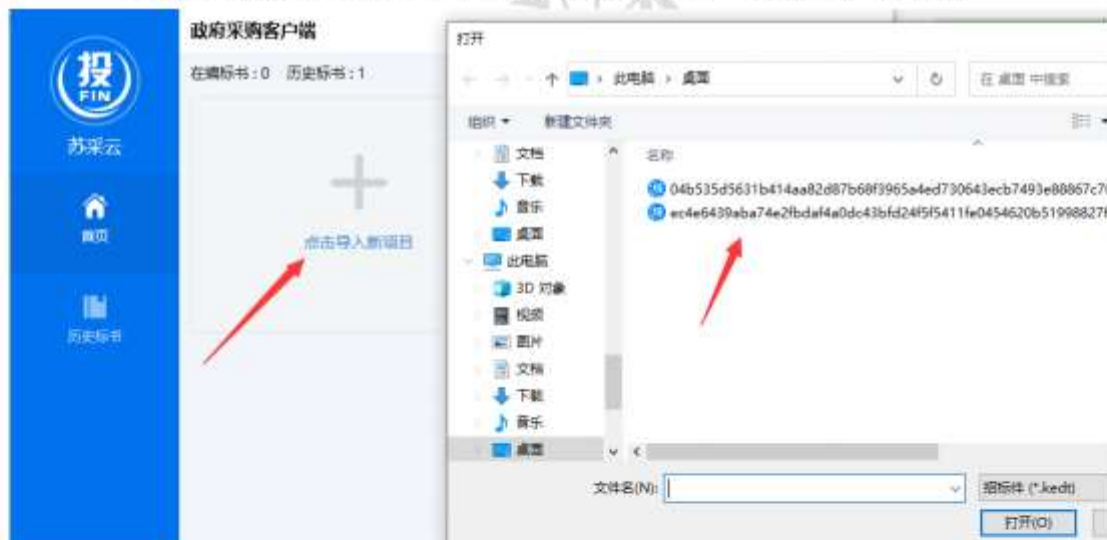 政府采购客户端
在编标书：0 历史标书：1
投
FIN
苏采云
首页
历史标书
点击导入新项目
打开
此电脑 › 桌面
在 桌面 中搜索
组织
新建文件夹
文档
下载
音乐
桌面
此电脑
3D 对象
视频
图片
文档
下载
音乐
桌面
名称
文件名(N):
招标件 (*.kedt)
打开(O)